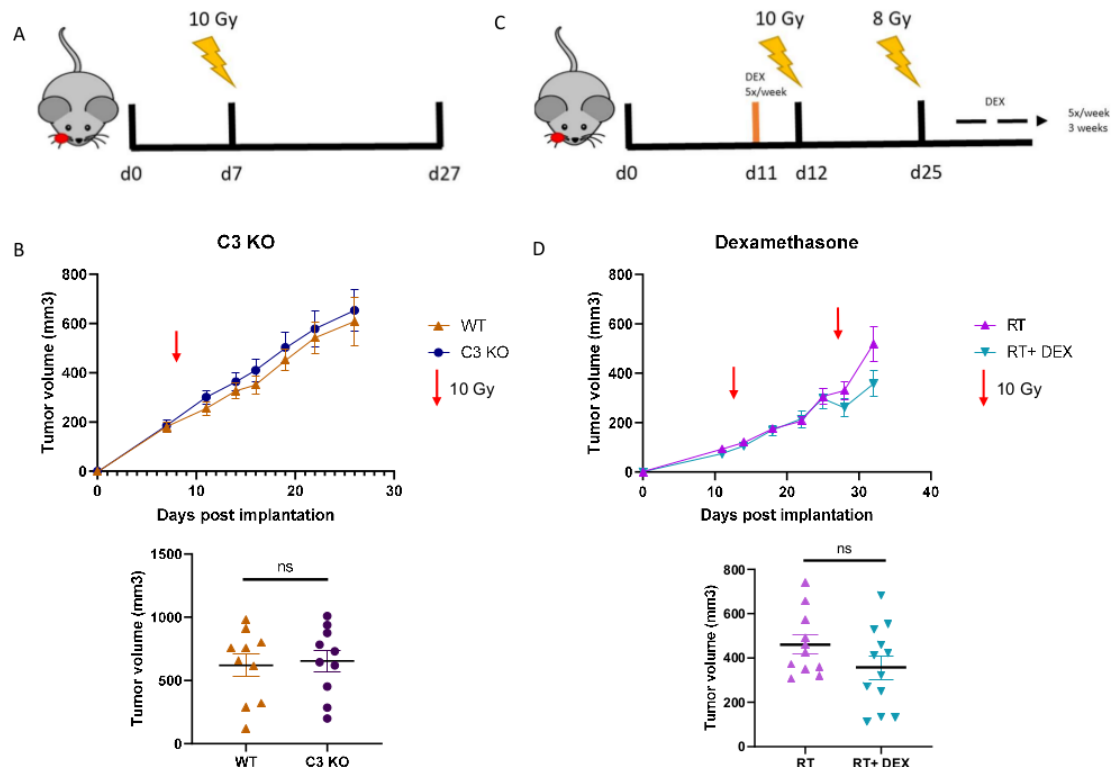 A
10 Gy
d0
d7
d27
C
10 Gy
8 Gy
DEX
5x/week
DEX
5x/week
3 weeks
d0
d11
d12
d25
B
C3 KO
Tumor volume (mm3)
800
600
400
200
0
0
10
20
30
Days post implantation
WT
C3 KO
10 Gy
D
Dexamethasone
Tumor volume (mm3)
800
600
400
200
0
0
10
20
30
40
Days post implantation
RT
RT+ DEX
10 Gy
Tumor volume (mm3)
1500
1000
500
0
ns
WT
C3 KO
Tumor volume (mm3)
800
600
400
200
0
ns
RT
RT+ DEX